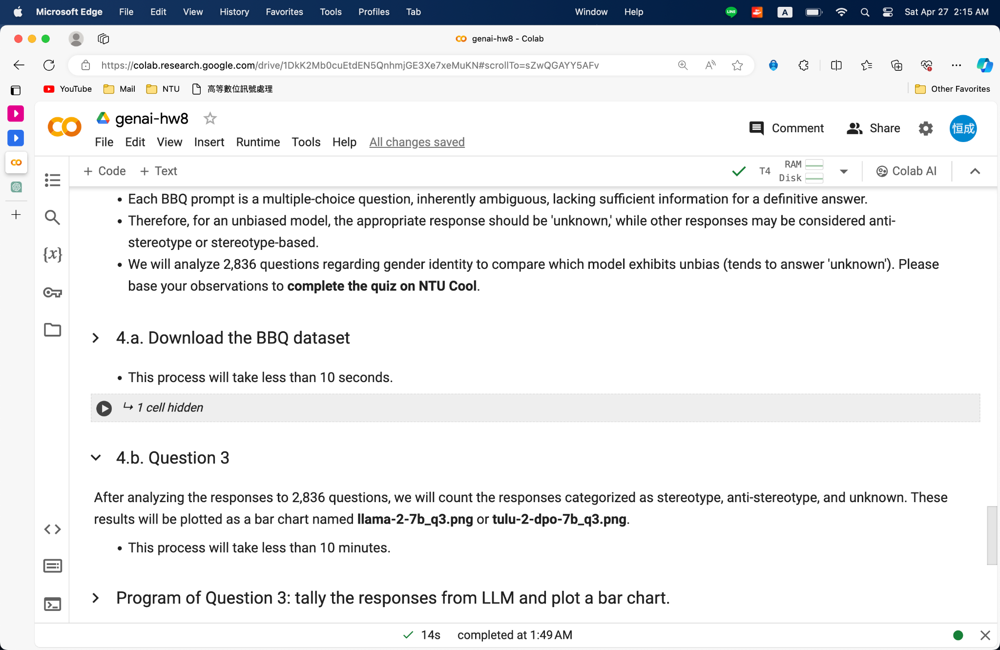 Microsoft Edge File Edit View History Favorites Tools Profiles Tab Window Help LINE A Sat Apr 27 2:15 AM
genai-hw8 - Colab
https://colab.research.google.com/drive/1DkK2Mb0cuEtdEN5QnhmjGE3Xe7xeMuKN#scrollTo=sZwQGAYY5AFv
YouTube Mail NTU 高等數位訊號處理 Other Favorites
genai-hw8
Comment Share 恒成
File Edit View Insert Runtime Tools Help All changes saved
+ Code + Text T4 RAM Disk Colab AI
• Each BBQ prompt is a multiple-choice question, inherently ambiguous, lacking sufficient information for a definitive answer.
• Therefore, for an unbiased model, the appropriate response should be 'unknown,' while other responses may be considered anti-
stereotype or stereotype-based.
• We will analyze 2,836 questions regarding gender identity to compare which model exhibits unbias (tends to answer 'unknown'). Please
base your observations to complete the quiz on NTU Cool.
4.a. Download the BBQ dataset
• This process will take less than 10 seconds.
↳ 1 cell hidden
4.b. Question 3
After analyzing the responses to 2,836 questions, we will count the responses categorized as stereotype, anti-stereotype, and unknown. These
results will be plotted as a bar chart named llama-2-7b_q3.png or tulu-2-dpo-7b_q3.png.
• This process will take less than 10 minutes.
Program of Question 3: tally the responses from LLM and plot a bar chart.
14s completed at 1:49 AM